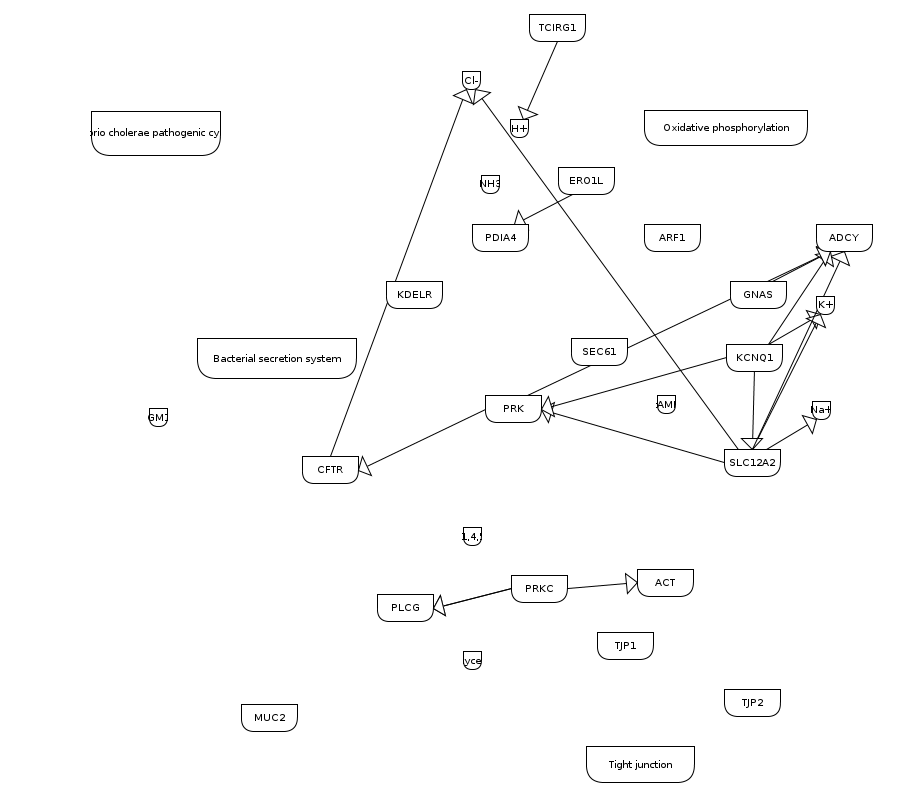 TCIRG1
Cl-
H+
rio cholerae pathogenic cy
Oxidative phosphorylation
NH3
ERO1L
PDIA4
ARF1
ADCY
KDELR
GNAS
K+
SEC61
KCNQ1
Bacterial secretion system
PRK
AMI
Na+
GM1
CFTR
SLC12A2
1,4,5
ACT
PRKC
PLCG
TJP1
yce
TJP2
MUC2
Tight junction